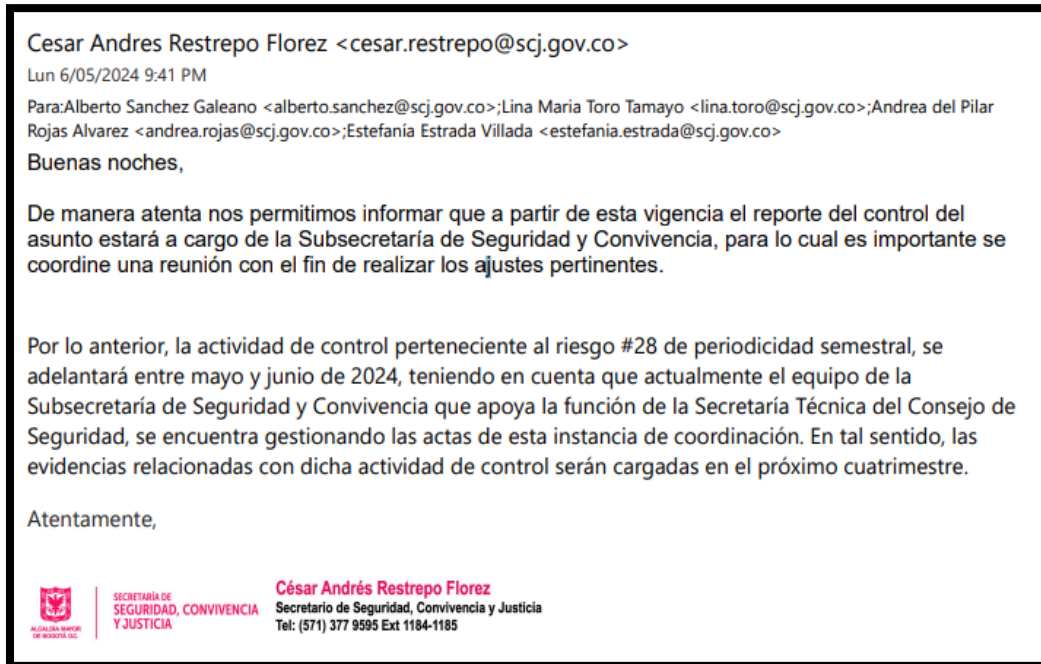 Cesar Andres Restrepo Florez <cesar.restrepo@scj.gov.co>
Lun 6/05/2024 9:41 PM
Para:Alberto Sanchez Galeano <alberto.sanchez@scj.gov.co>;Lina Maria Toro Tamayo <lina.toro@scj.gov.co>;Andrea del Pilar
Rojas Alvarez <andrea.rojas@scj.gov.co>;Estefanía Estrada Villada <estefania.estrada@scj.gov.co>
Buenas noches,
De manera atenta nos permitimos informar que a partir de esta vigencia el reporte del control del
asunto estará a cargo de la Subsecretaría de Seguridad y Convivencia, para lo cual es importante se
coordine una reunión con el fin de realizar los ajustes pertinentes.
Por lo anterior, la actividad de control perteneciente al riesgo #28 de periodicidad semestral, se
adelantará entre mayo y junio de 2024, teniendo en cuenta que actualmente el equipo de la
Subsecretaría de Seguridad y Convivencia que apoya la función de la Secretaría Técnica del Consejo de
Seguridad, se encuentra gestionando las actas de esta instancia de coordinación. En tal sentido, las
evidencias relacionadas con dicha actividad de control serán cargadas en el próximo cuatrimestre.
Atentamente,
ALCALDÍA MAYOR
DE BOGOTÁ D.C.
SECRETARÍA DE
SEGURIDAD, CONVIVENCIA
Y JUSTICIA
César Andrés Restrepo Florez
Secretario de Seguridad, Convivencia y Justicia
Tel: (571) 377 9595 Ext 1184-1185